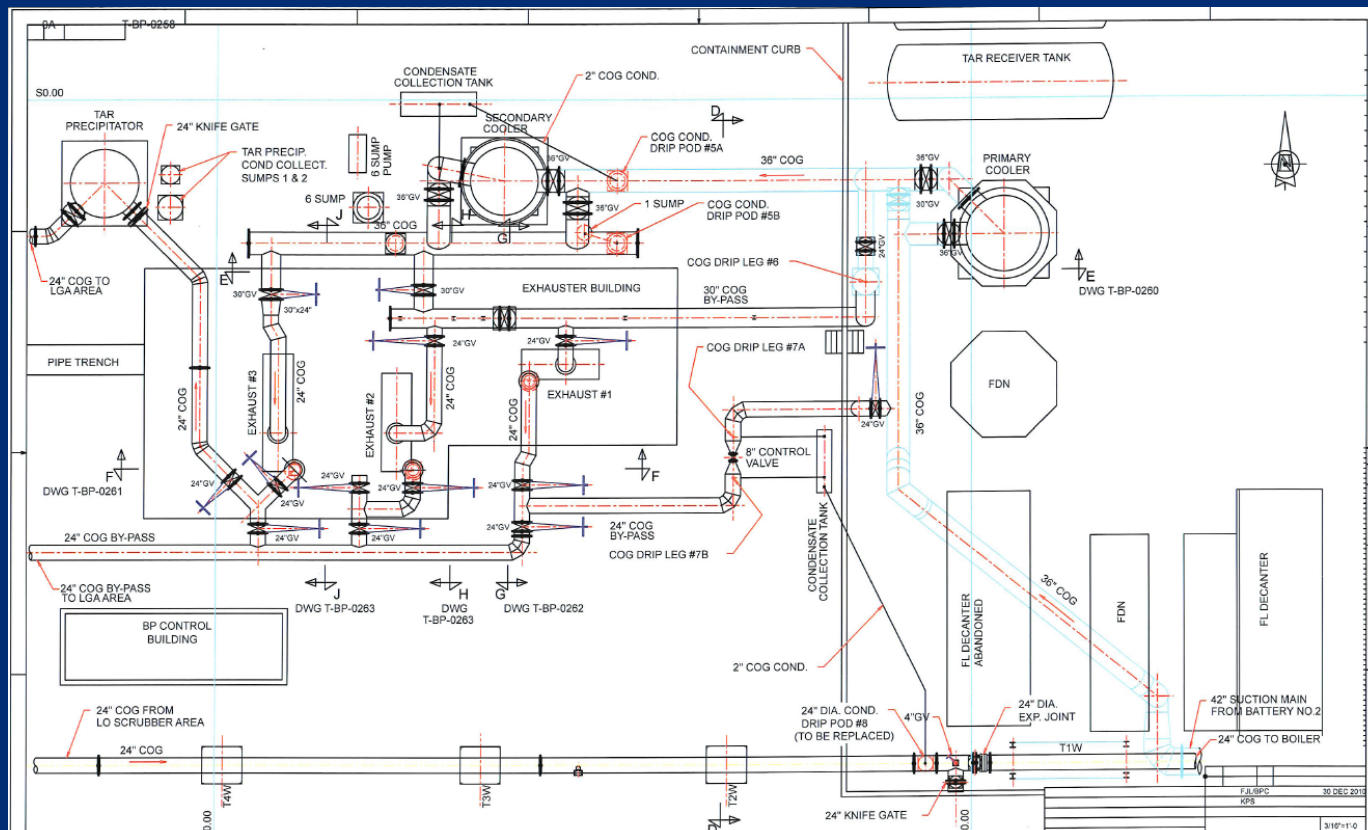 T-BP-0258
CONTAINMENT CURB
TAR RECEIVER TANK
CONDENSATE
COLLECTION TANK
2" COG COND.
S0.00
TAR
PRECIPITATOR
24" KNIFE GATE
TAR PRECIP.
COND COLLECT.
SUMPS 1 & 2
6 SUMP
PUMP
SECONDARY
COOLER
D
COG COND.
DRIP POD #5A
36" COG
PRIMARY
COOLER
36"GV
36"GV
36"GV
30"GV
36"GV
36"GV
36"GV
6 SUMP
J
H
G
36" COG
1 SUMP
COG COND.
DRIP POD #5B
24"GV
COG DRIP LEG #6
24" COG TO
LGA AREA
E
E
DWG T-BP-0260
30"GV
30"x24"
30"GV
EXHAUSTER BUILDING
30" COG
BY-PASS
24"GV
24"GV
PIPE TRENCH
COG DRIP LEG #7A
24" COG
EXHAUST #3
24" COG
EXHAUST #2
24" COG
24" COG
EXHAUST #1
FDN
36" COG
24"GV
F
F
DWG T-BP-0261
8" CONTROL
VALVE
24"GV
24"GV
24"GV
24"GV
24"GV
24"GV
24"GV
24"GV
24" COG BY-PASS
24" COG
BY-PASS
COG DRIP LEG #7B
CONDENSATE
COLLECTION TANK
24" COG BY-PASS
TO LGA AREA
J
DWG T-BP-0263
H
DWG
T-BP-0263
G
DWG T-BP-0262
BP CONTROL
BUILDING
36" COG
FL DECANTER
ABANDONED
FDN
FL DECANTER
2" COG COND.
24" COG FROM
LO SCRUBBER AREA
24" COG
24" DIA. COND.
DRIP POD #8
(TO BE REPLACED)
4"GV
24" DIA.
EXP. JOINT
42" SUCTION MAIN
FROM BATTERY NO.2
24" COG TO BOILER
T1W
T4W
T3W
T2W
24" KNIFE GATE
0.00
0.00
FJL/BPC
30 DEC 2010
KPS
3/16"=1'-0